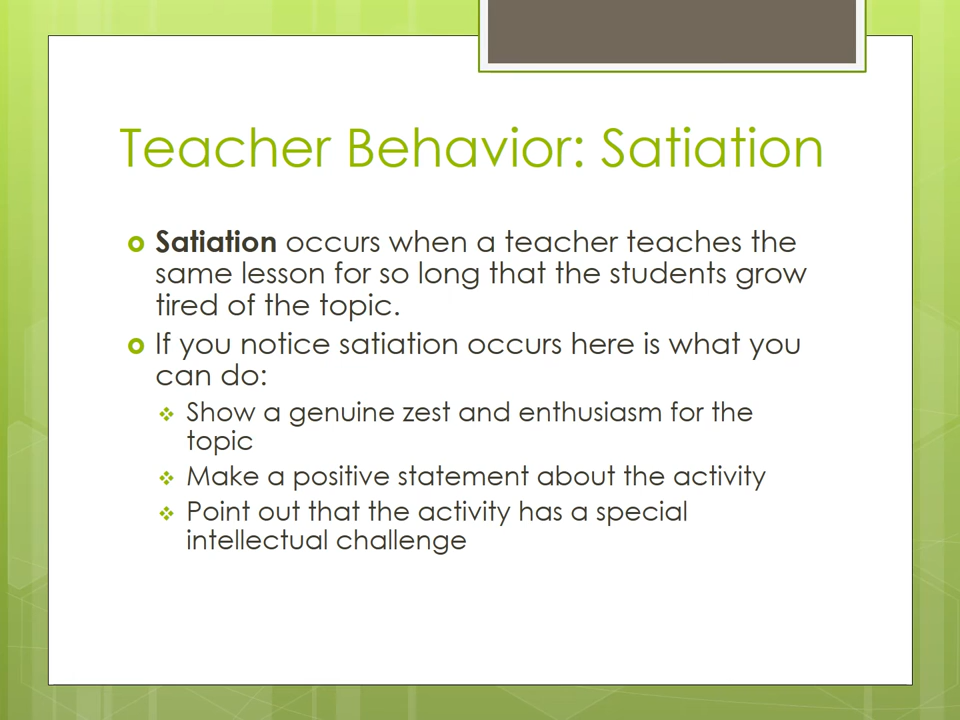 Teacher Behavior: Satiation
Satiation occurs when a teacher teaches the
same lesson for so long that the students grow
tired of the topic.
If you notice satiation occurs here is what you
can do:
Show a genuine zest and enthusiasm for the
topic
Make a positive statement about the activity
Point out that the activity has a special
intellectual challenge